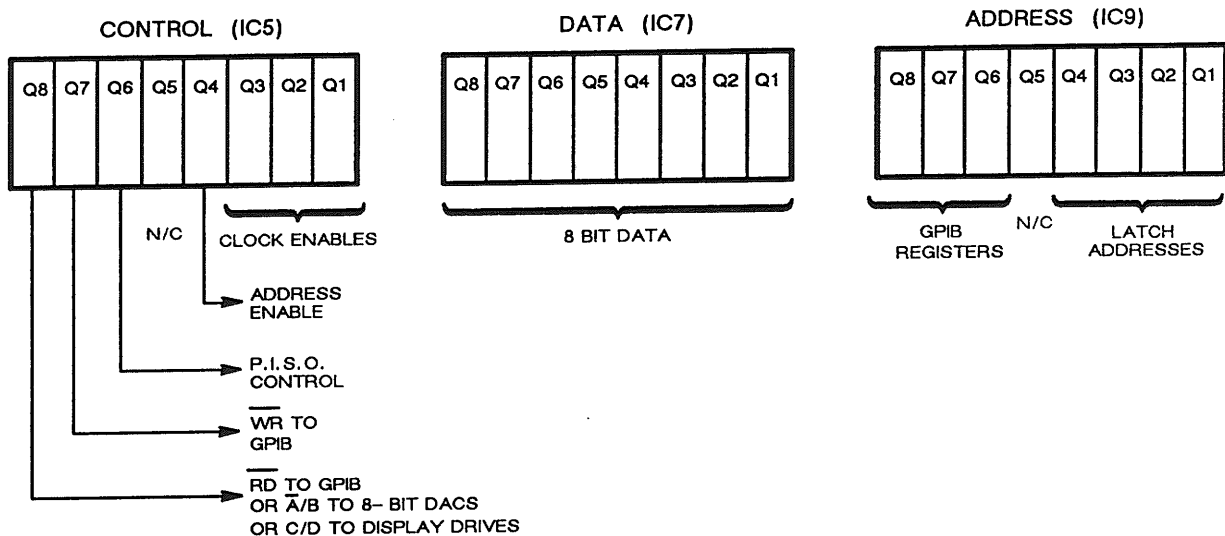 CONTROL (IC5)
Q8 Q7 Q6 Q5 Q4 Q3 Q2 Q1
N/C
CLOCK ENABLES
ADDRESS
ENABLE
P.I.S.O.
CONTROL
WR TO
GPIB
RD TO GPIB
OR A/B TO 8- BIT DACS
OR C/D TO DISPLAY DRIVES
DATA (IC7)
Q8 Q7 Q6 Q5 Q4 Q3 Q2 Q1
8 BIT DATA
ADDRESS (IC9)
Q8 Q7 Q6 Q5 Q4 Q3 Q2 Q1
GPIB
REGISTERS
N/C
LATCH
ADDRESSES